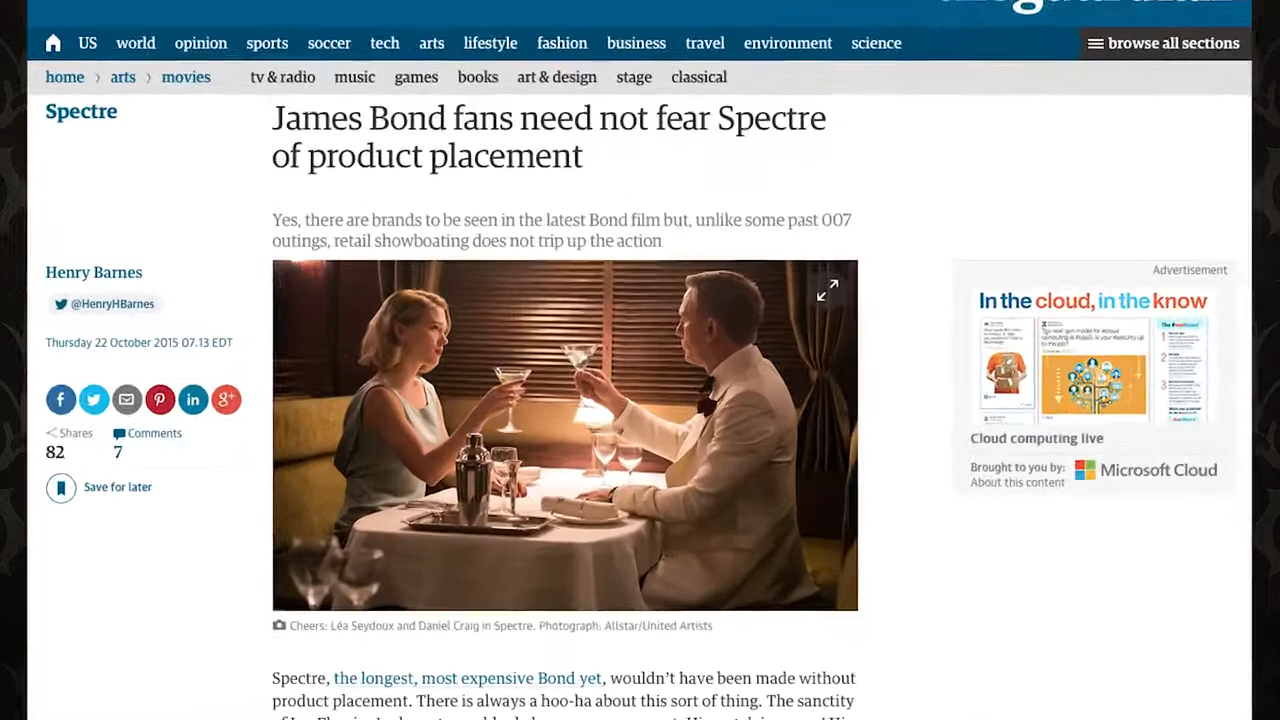 US world opinion sports soccer tech arts lifestyle fashion business travel environment science browse all sections
home › arts › movies tv & radio music games books art & design stage classical
Spectre
James Bond fans need not fear Spectre
of product placement
Yes, there are brands to be seen in the latest Bond film but, unlike some past 007
outings, retail showboating does not trip up the action
Henry Barnes
@HenryHBarnes
Thursday 22 October 2015 07.13 EDT
Shares Comments
82 7
Save for later
Advertisement
In the cloud, in the know
Cloud computing live
Brought to you by: Microsoft Cloud
About this content
Cheers: Léa Seydoux and Daniel Craig in Spectre. Photograph: Allstar/United Artists
Spectre, the longest, most expensive Bond yet, wouldn't have been made without
product placement. There is always a hoo-ha about this sort of thing. The sanctity